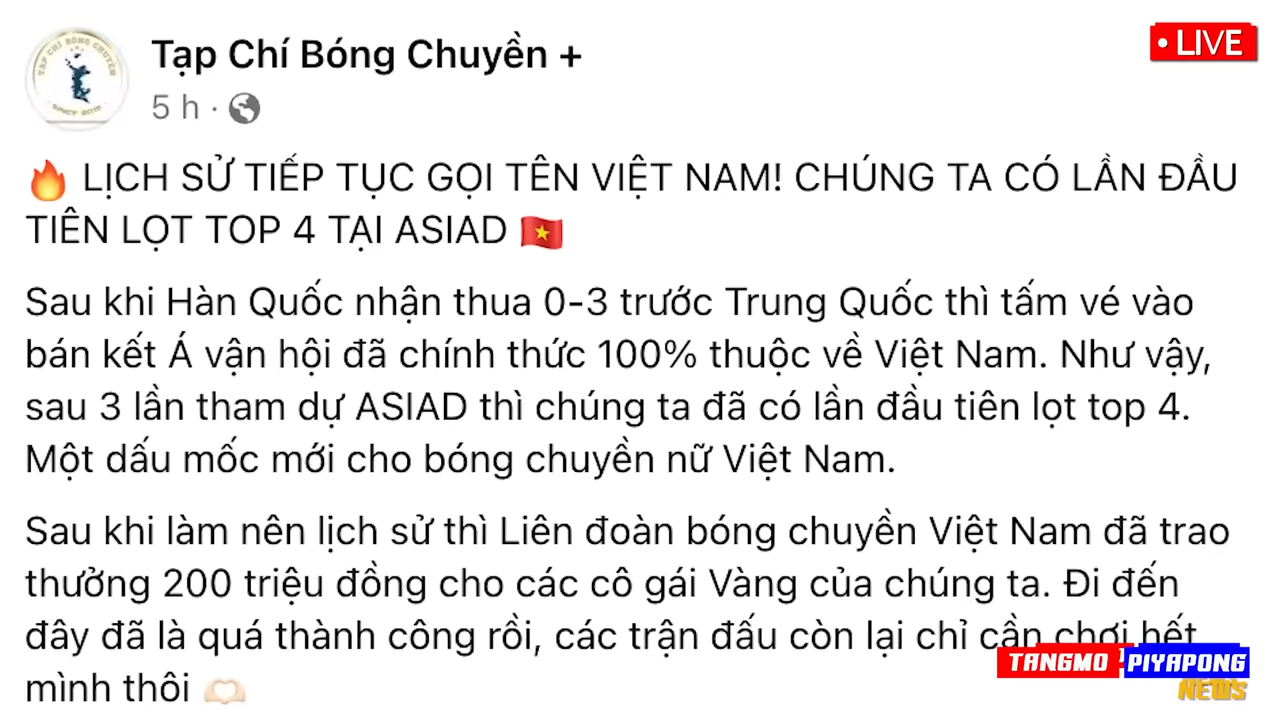 TẠP CHÍ BÓNG CHUYỀN
Tạp Chí Bóng Chuyền +
5 h ·
• LIVE
🔥 LỊCH SỬ TIẾP TỤC GỌI TÊN VIỆT NAM! CHÚNG TA CÓ LẦN ĐẦU
TIÊN LỌT TOP 4 TẠI ASIAD 🇻🇳
Sau khi Hàn Quốc nhận thua 0-3 trước Trung Quốc thì tấm vé vào
bán kết Á vận hội đã chính thức 100% thuộc về Việt Nam. Như vậy,
sau 3 lần tham dự ASIAD thì chúng ta đã có lần đầu tiên lọt top 4.
Một dấu mốc mới cho bóng chuyền nữ Việt Nam.
Sau khi làm nên lịch sử thì Liên đoàn bóng chuyền Việt Nam đã trao
thưởng 200 triệu đồng cho các cô gái Vàng của chúng ta. Đi đến
đây đã là quá thành công rồi, các trận đấu còn lại chỉ cần chơi hết
mình thôi 🫶🏻
TANGMO PIYAPONG
NEWS